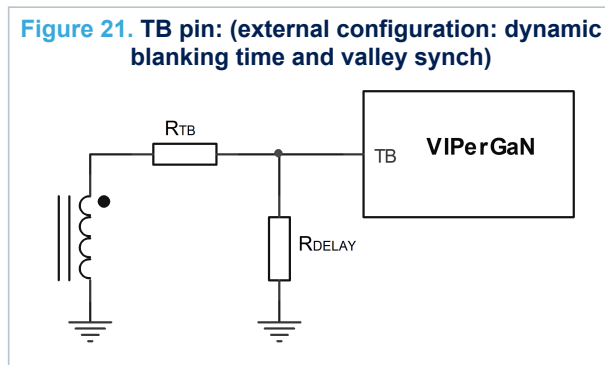 Figure 21. TB pin: (external configuration: dynamic
blanking time and valley synch)
RTB
TB
VIPerGaN
RDELAY